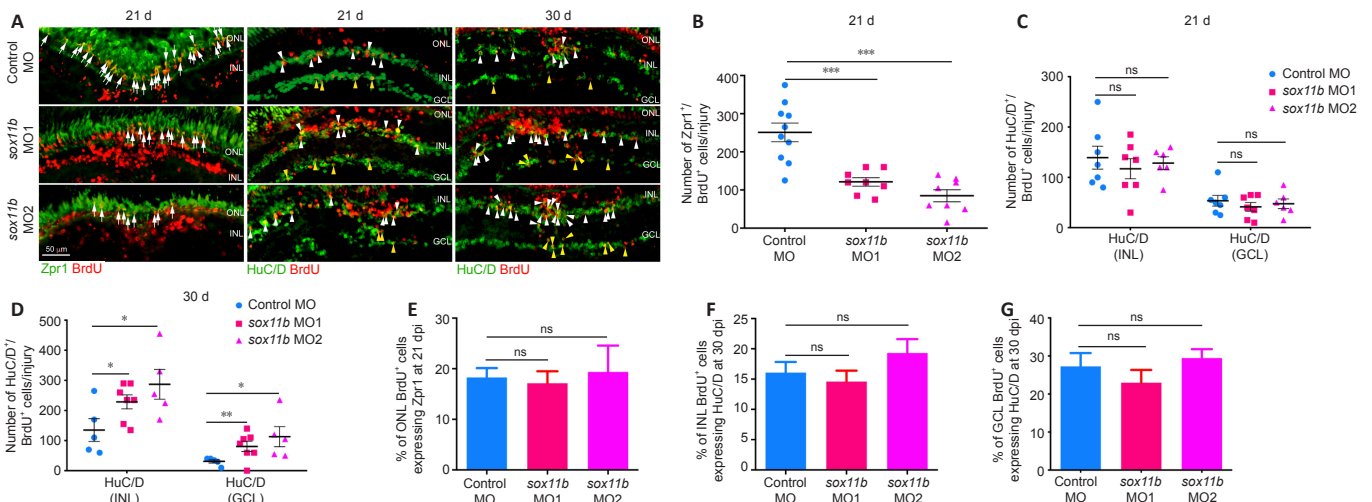 A
21 d
21 d
30 d
Control
MO
sox11b
MO1
sox11b
MO2
ONL
INL
ONL
INL
GCL
ONL
INL
GCL
ONL
INL
ONL
INL
GCL
ONL
INL
GCL
ONL
INL
ONL
INL
GCL
INL
GCL
50 μm
Zpr1 BrdU
HuC/D BrdU
HuC/D BrdU
B
21 d
Number of Zpr1⁺/
BrdU⁺ cells/injury
400
300
200
100
0
***
***
Control
MO
sox11b
MO1
sox11b
MO2
C
21 d
Number of HuC/D⁺/
BrdU⁺ cells/injury
300
200
100
0
ns
ns
ns
ns
Control MO
sox11b MO1
sox11b MO2
HuC/D
(INL)
HuC/D
(GCL)
D
30 d
Number of HuC/D⁺/
BrdU⁺ cells/injury
500
400
300
200
100
0
*
*
*
**
Control MO
sox11b MO1
sox11b MO2
HuC/D
(INL)
HuC/D
(GCL)
E
% of ONL BrdU⁺ cells
expressing Zpr1 at 21 dpi
30
25
20
15
10
5
0
ns
ns
Control
MO
sox11b
MO1
sox11b
MO2
F
% of INL BrdU⁺ cells
expressing HuC/D at 30 dpi
25
20
15
10
5
0
ns
ns
Control
MO
sox11b
MO1
sox11b
MO2
G
% of GCL BrdU⁺ cells
expressing HuC/D at 30 dpi
40
30
20
10
0
ns
ns
Control
MO
sox11b
MO1
sox11b
MO2